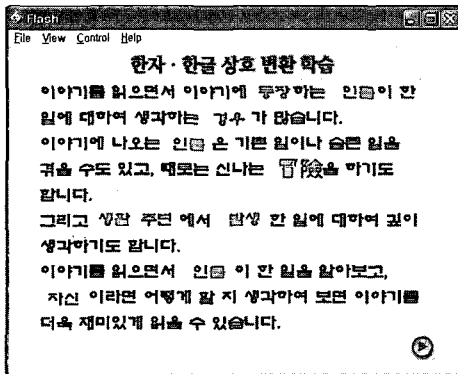 Flash
File View Control Help
한자 · 한글 상호 변환 학습
이야기를 읽으면서 이야기에 등장하는 인물이 한
일에 대하여 생각하는 경우 가 많습니다.
이야기에 나오는 인물 은 기쁜 일이나 슬픈 일을
겪을 수도 있고, 때로는 신나는 冒險을 하기도
합니다.
그리고 생활 주변 에서 발생 한 일에 대하여 깊이
생각하기도 합니다.
이야기를 읽으면서 인물 이 한 일을 알아보고,
자신 이라면 어떻게 할 지 생각하여 보면 이야기를
더욱 재미있게 읽을 수 있습니다.